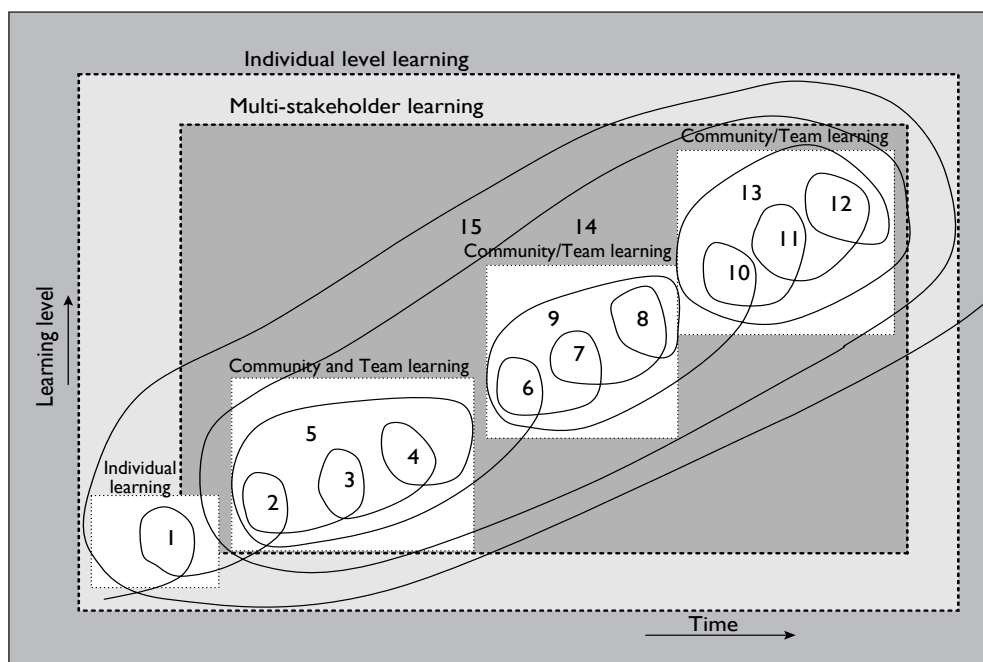 Individual level learning
Multi-stakeholder learning
Community/Team learning
13
12
11
10
15
14
Community/Team learning
9
8
7
6
Learning level
Community and Team learning
5
4
3
2
Individual
learning
1
Time